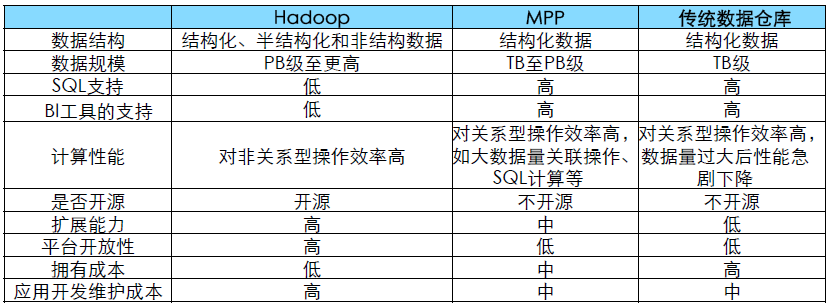 Hadoop MPP 传统数据仓库
数据结构 结构化、半结构化和非结构数据 结构化数据 结构化数据
数据规模 PB级至更高 TB至PB级 TB级
SQL支持 低 高 高
BI工具的支持 低 高 高
计算性能 对非关系型操作效率高 对关系型操作效率高， 对关系型操作效率高，
如大数据量关联操作、 数据量过大后性能急
SQL计算等 剧下降
是否开源 开源 不开源 不开源
扩展能力 高 中 低
平台开放性 高 低 低
拥有成本 低 中 高
应用开发维护成本 高 中 中